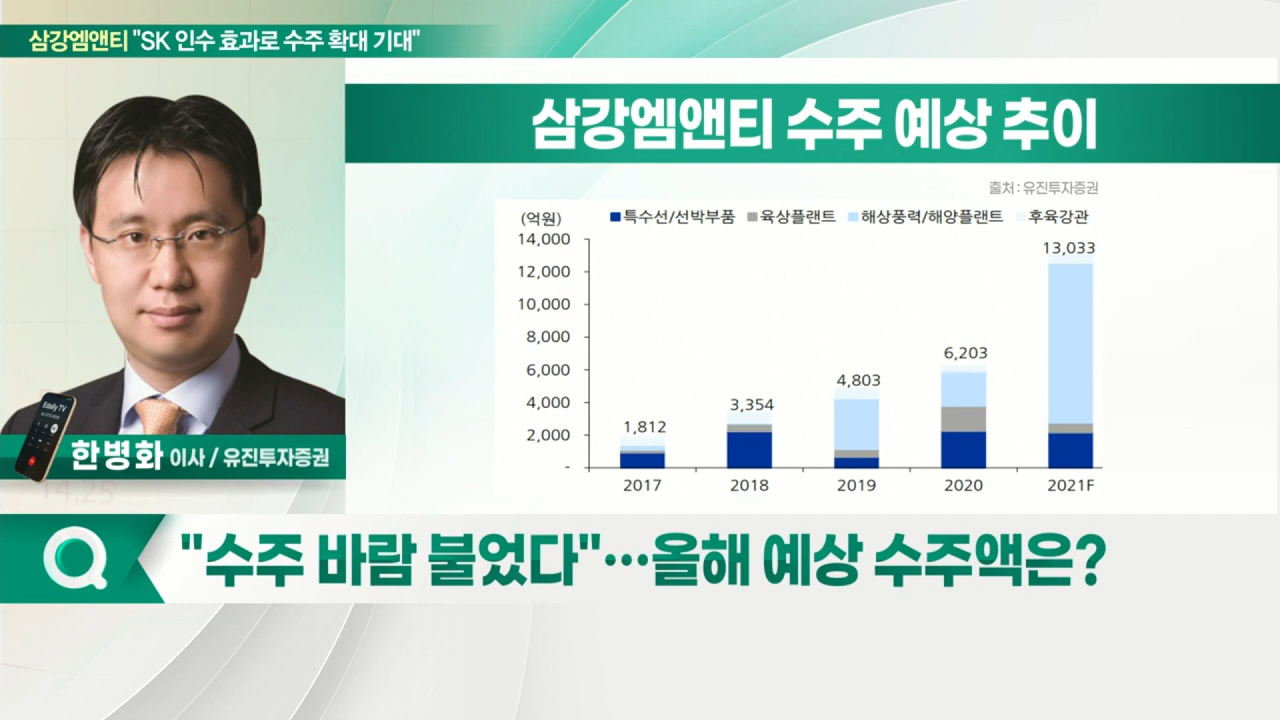 삼강엠앤티 "SK 인수 효과로 수주 확대 기대"
삼강엠앤티 수주 예상 추이
출처 : 유진투자증권
(억원)
특수선/선박부품 육상플랜트 해상풍력/해양플랜트 후육강관
14,000
12,000
10,000
8,000
6,000
4,000
2,000
-
1,812
3,354
4,803
6,203
13,033
2017 2018 2019 2020 2021F
Edaily TV
한병화 이사 / 유진투자증권
14.25
"수주 바람 불었다"…올해 예상 수주액은?